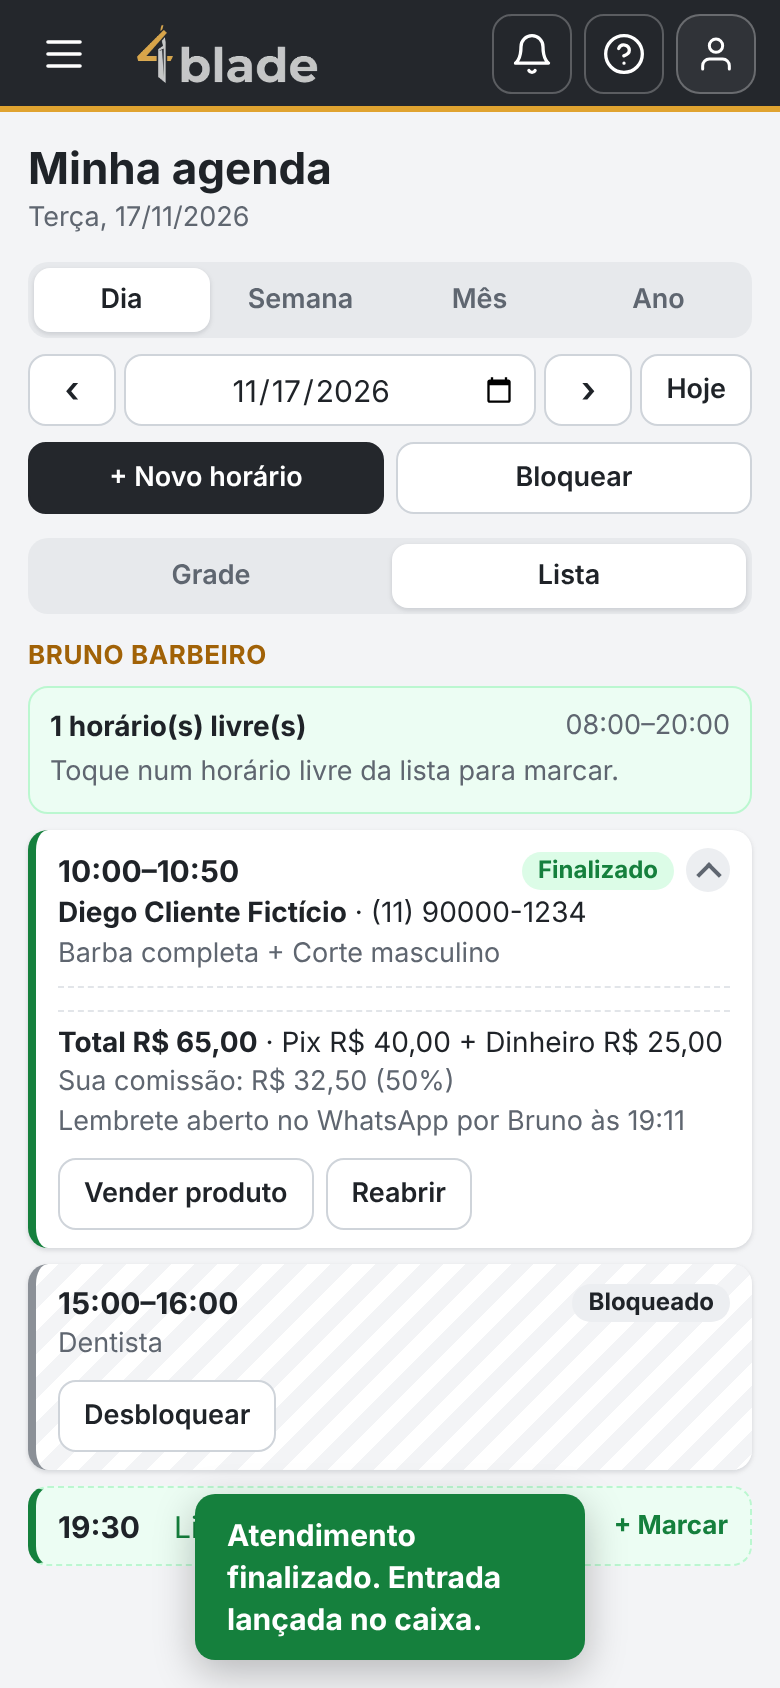 4blade
Minha agenda
Terça, 17/11/2026
Dia Semana Mês Ano
‹ 11/17/2026 › Hoje
+ Novo horário Bloquear
Grade Lista
BRUNO BARBEIRO
1 horário(s) livre(s) 08:00–20:00
Toque num horário livre da lista para marcar.
10:00–10:50 Finalizado
Diego Cliente Fictício · (11) 90000-1234
Barba completa + Corte masculino
Total R$ 65,00 · Pix R$ 40,00 + Dinheiro R$ 25,00
Sua comissão: R$ 32,50 (50%)
Lembrete aberto no WhatsApp por Bruno às 19:11
Vender produto Reabrir
15:00–16:00 Bloqueado
Dentista
Desbloquear
19:30 + Marcar
Atendimento
finalizado. Entrada
lançada no caixa.